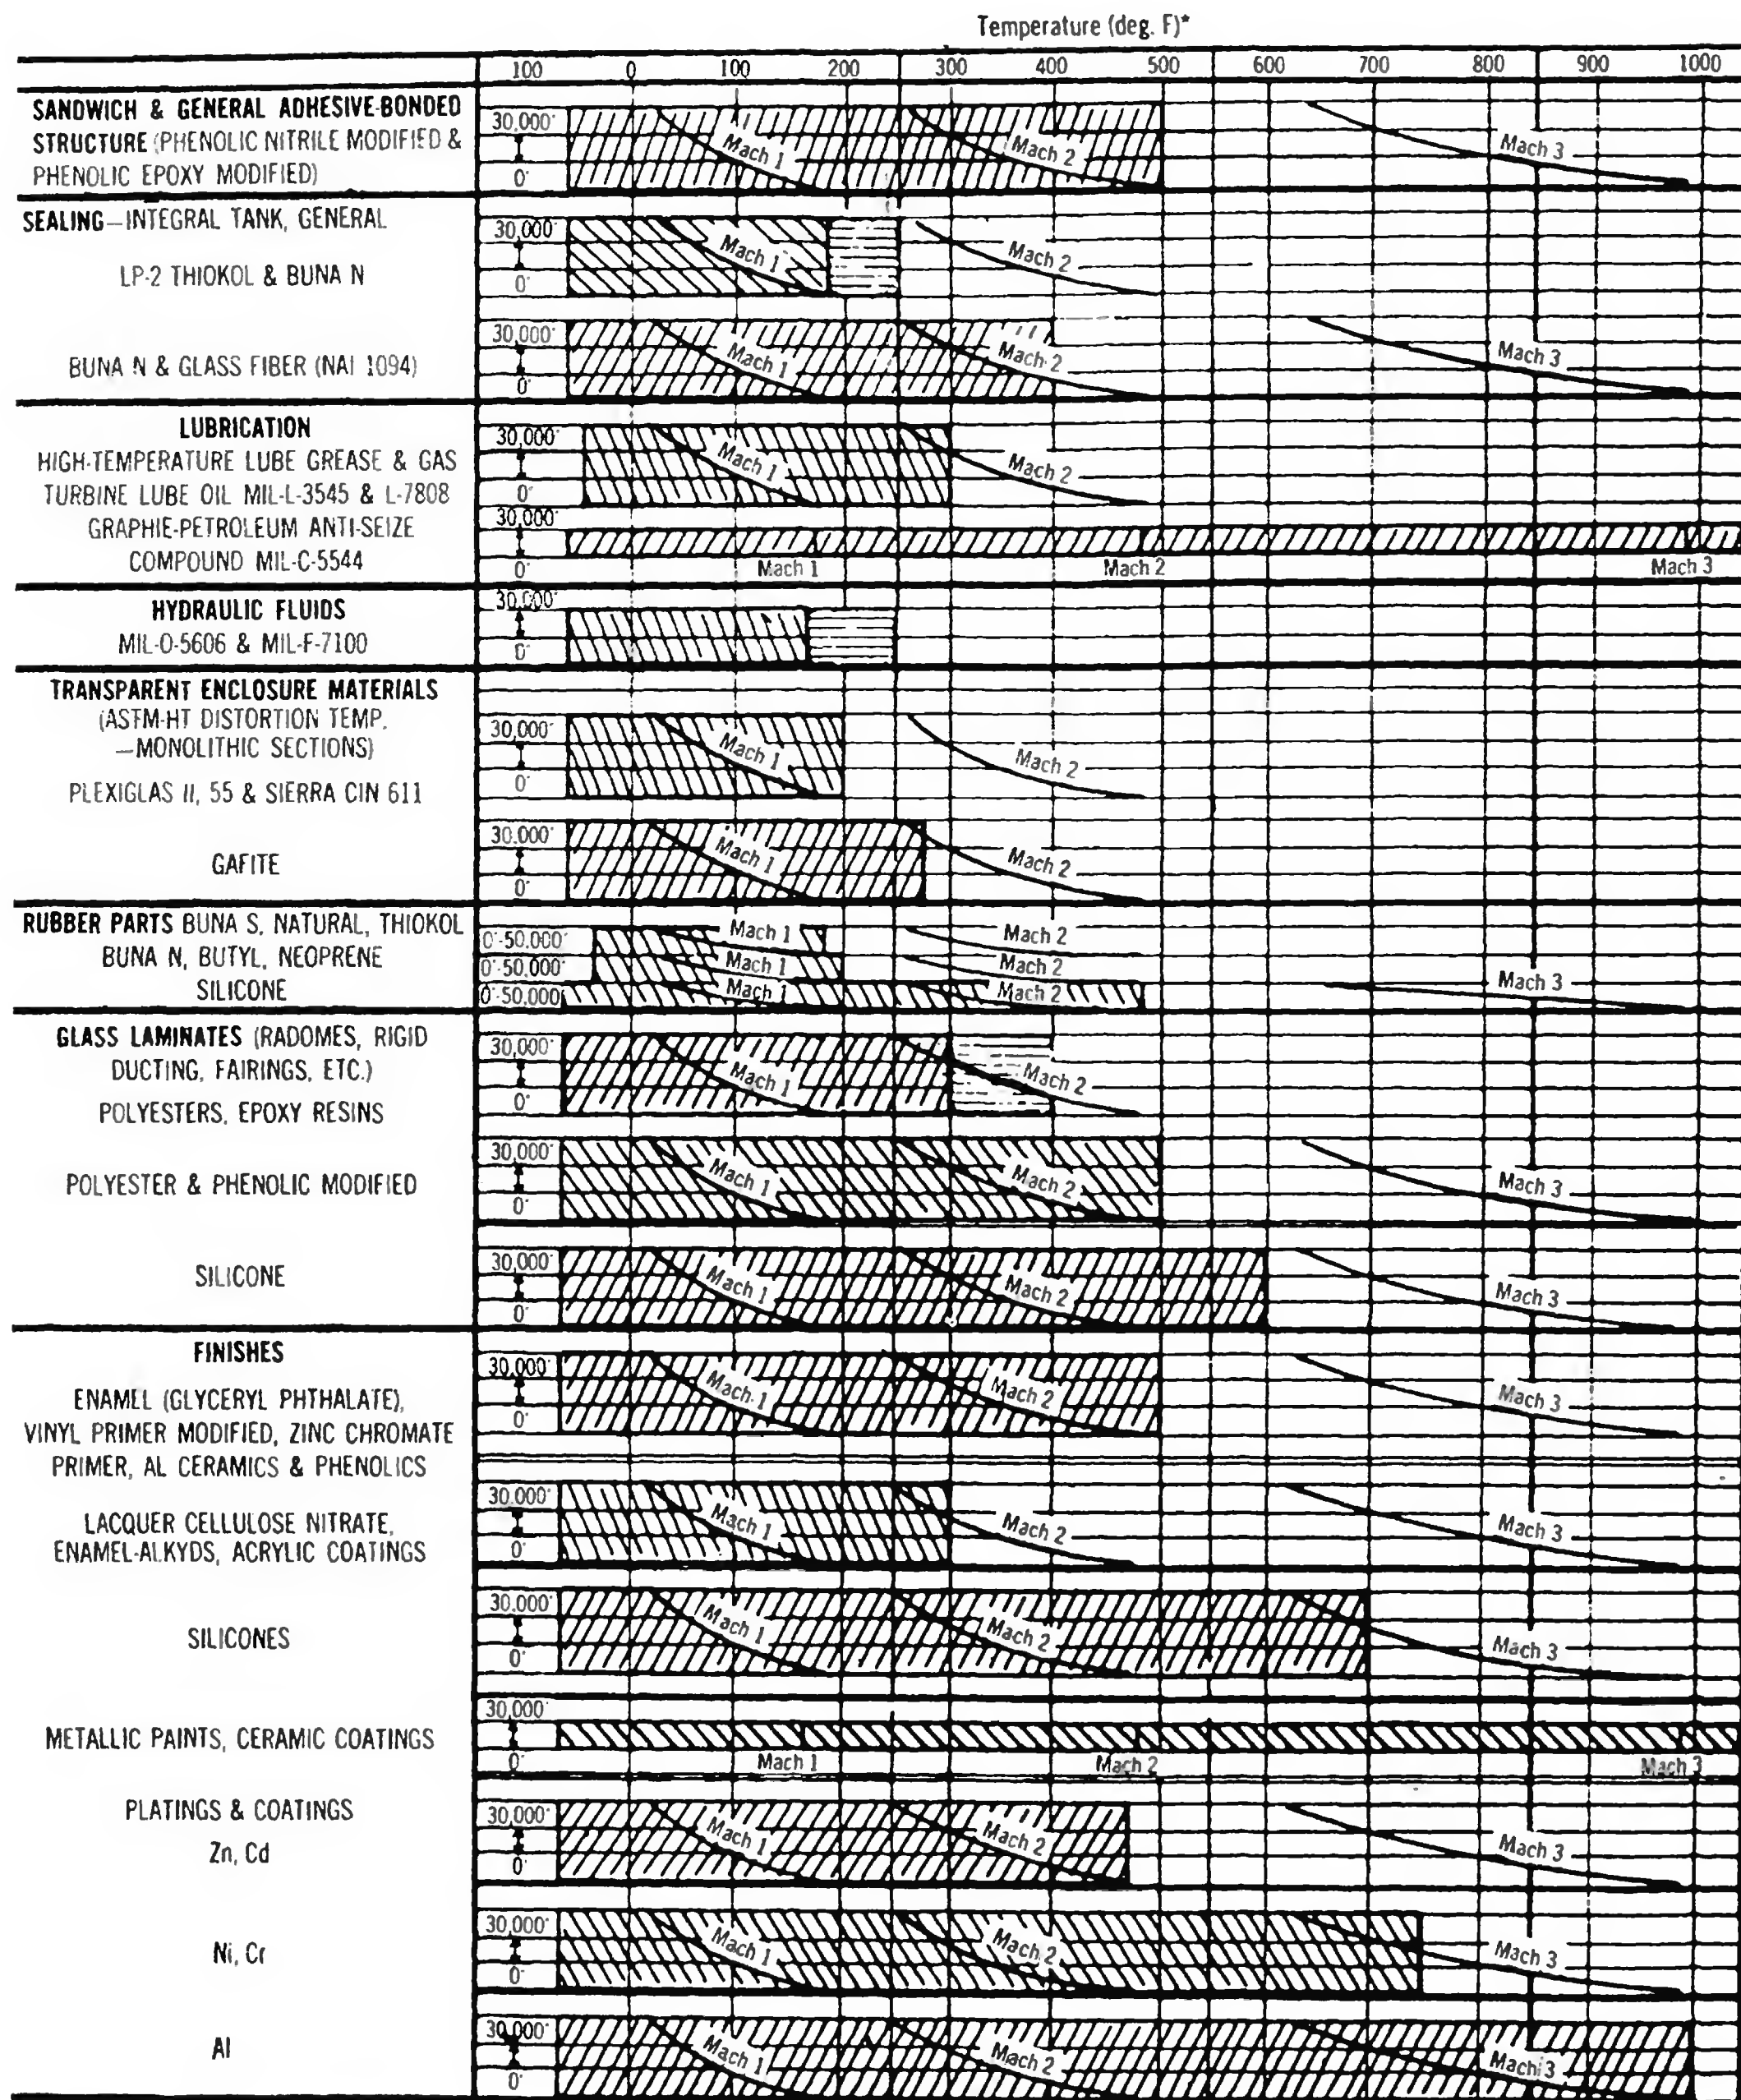 Temperature (deg. F)*
100 0 100 200 300 400 500 600 700 800 900 1000
SANDWICH & GENERAL ADHESIVE-BONDED
STRUCTURE (PHENOLIC NITRILE MODIFIED &
PHENOLIC EPOXY MODIFIED)
30,000'
0'
Mach 1
Mach 2
Mach 3
SEALING—INTEGRAL TANK, GENERAL
LP-2 THIOKOL & BUNA N
30,000'
0'
Mach 1
Mach 2
BUNA N & GLASS FIBER (NAI 1094)
30,000'
0'
Mach 1
Mach 2
Mach 3
LUBRICATION
HIGH-TEMPERATURE LUBE GREASE & GAS
TURBINE LUBE OIL MIL-L-3545 & L-7808
30,000'
0'
Mach 1
Mach 2
GRAPHIE-PETROLEUM ANTI-SEIZE
COMPOUND MIL-C-5544
30,000'
0'
Mach 1
Mach 2
Mach 3
HYDRAULIC FLUIDS
MIL-O-5606 & MIL-F-7100
30,000'
0'
TRANSPARENT ENCLOSURE MATERIALS
(ASTM-HT DISTORTION TEMP.
—MONOLITHIC SECTIONS)
PLEXIGLAS II, 55 & SIERRA CIN 611
30,000'
0'
Mach 1
Mach 2
GAFITE
30.000'
0'
Mach 1
Mach 2
RUBBER PARTS BUNA S, NATURAL, THIOKOL
0'-50.000'
Mach 1
Mach 2
BUNA N, BUTYL, NEOPRENE
0'-50,000'
Mach 1
Mach 2
SILICONE
0'-50,000'
Mach 1
Mach 2
Mach 3
GLASS LAMINATES (RADOMES, RIGID
DUCTING, FAIRINGS, ETC.)
POLYESTERS, EPOXY RESINS
30,000'
0'
Mach 1
Mach 2
POLYESTER & PHENOLIC MODIFIED
30,000'
0'
Mach 1
Mach 2
Mach 3
SILICONE
30,000'
0'
Mach 1
Mach 2
Mach 3
FINISHES
ENAMEL (GLYCERYL PHTHALATE),
VINYL PRIMER MODIFIED, ZINC CHROMATE
PRIMER, AL CERAMICS & PHENOLICS
30,000'
0'
Mach 1
Mach 2
Mach 3
LACQUER CELLULOSE NITRATE,
ENAMEL-ALKYDS, ACRYLIC COATINGS
30.000'
0'
Mach 1
Mach 2
Mach 3
SILICONES
30.000'
0'
Mach 1
Mach 2
Mach 3
METALLIC PAINTS, CERAMIC COATINGS
30,000'
0'
Mach 1
Mach 2
Mach 3
PLATINGS & COATINGS
Zn, Cd
30,000'
0'
Mach 1
Mach 2
Mach 3
Ni, Cr
30,000'
0'
Mach 1
Mach 2
Mach 3
Al
30,000'
0'
Mach 1
Mach 2
Mach 3